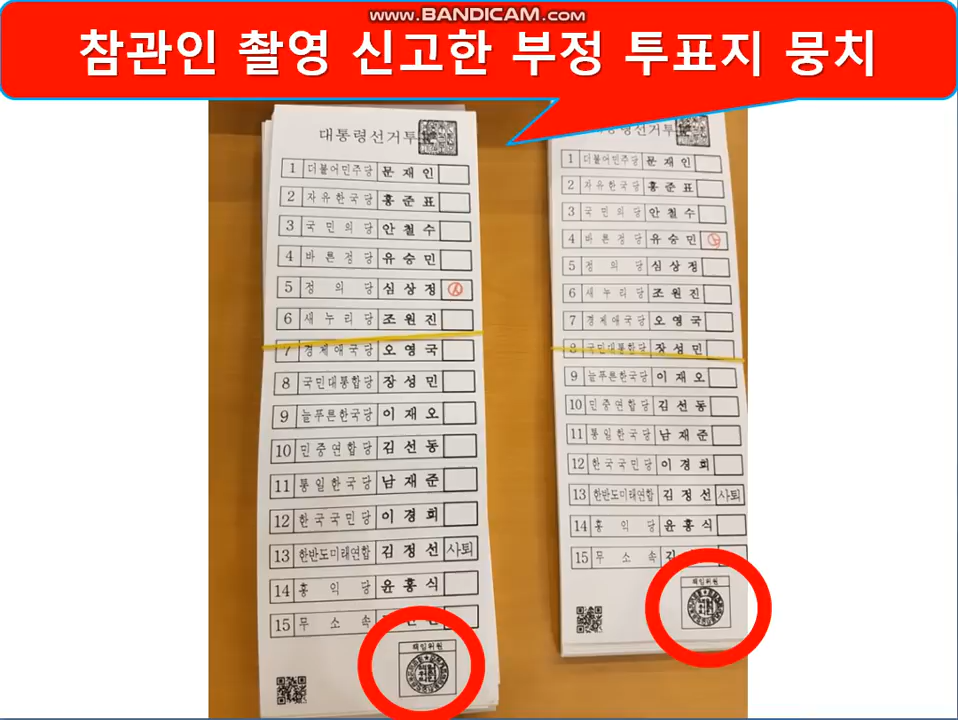 www.BANDICAM.com
참관인 촬영 신고한 부정 투표지 뭉치
대통령선거투
1 더불어민주당 문재인
2 자유한국당 홍준표
3 국민의당 안철수
4 바른정당 유승민
5 정의당 심상정
6 새누리당 조원진
7 경제애국당 오영국
8 국민대통합당 장성민
9 늘푸른한국당 이재오
10 민중연합당 김선동
11 통일한국당 남재준
12 한국국민당 이경희
13 한반도미래연합 김정선 사퇴
14 홍익당 윤홍식
15 무소속
책임위원
통령선거투
1 더불어민주당 문재인
2 자유한국당 홍준표
3 국민의당 안철수
4 바른정당 유승민
5 정의당 심상정
6 새누리당 조원진
7 경제애국당 오영국
8 국민대통합당 장성민
9 늘푸른한국당 이재오
10 민중연합당 김선동
11 통일한국당 남재준
12 한국국민당 이경희
13 한반도미래연합 김정선 사퇴
14 홍익당 윤홍식
15 무소속
책임위원